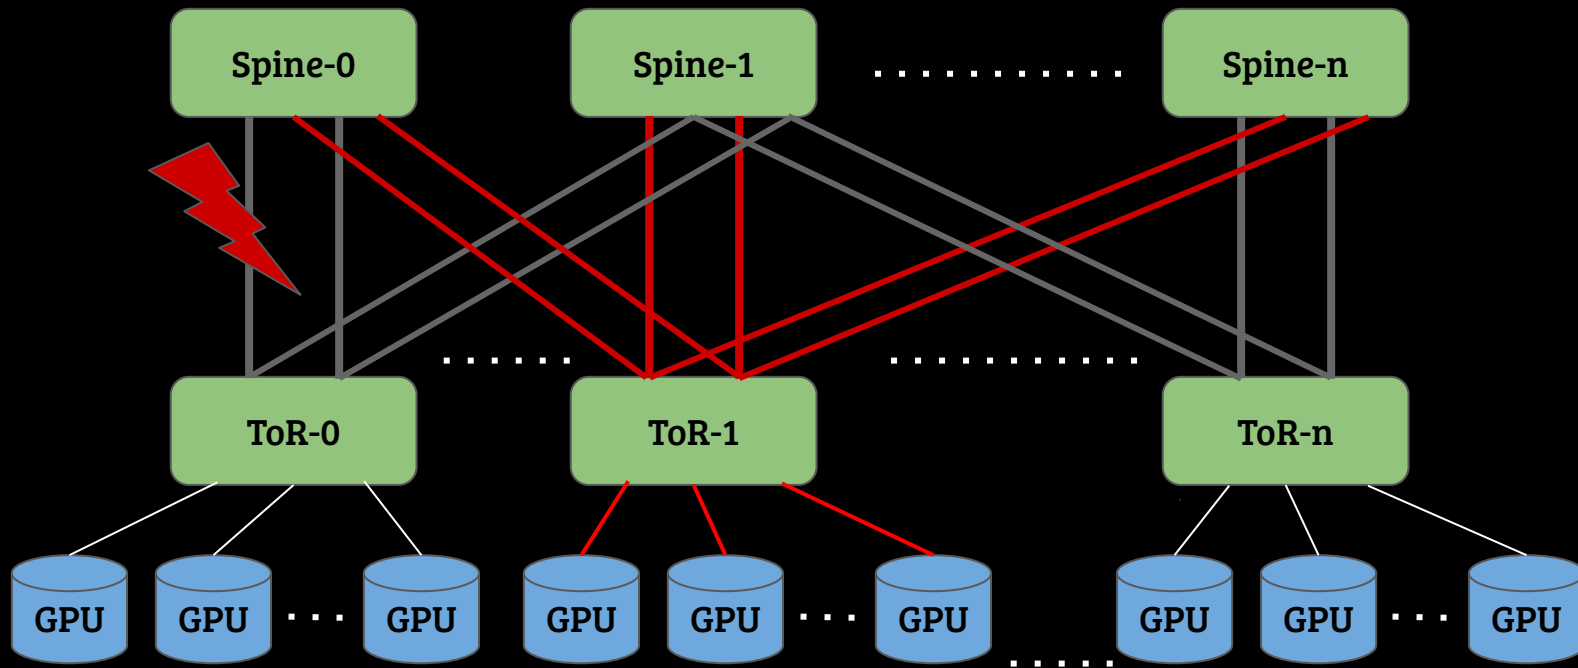 Spine-0
Spine-1
Spine-n
ToR-0
ToR-1
ToR-n
GPU
GPU
GPU
GPU
GPU
GPU
GPU
GPU
GPU